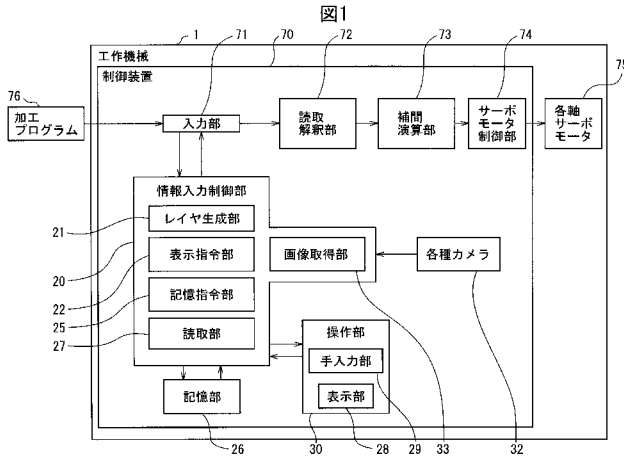 図1
1
70
71
72
73
74
75
工作機械
制御装置
76
加工
プログラム
入力部
読取
解釈部
補間
演算部
サーボ
モータ
制御部
各軸
サーボ
モータ
情報入力制御部
21
レイヤ生成部
20
表示指令部
画像取得部
各種カメラ
22
記憶指令部
25
読取部
27
操作部
手入力部
記憶部
表示部
26
30
28
29
33
32